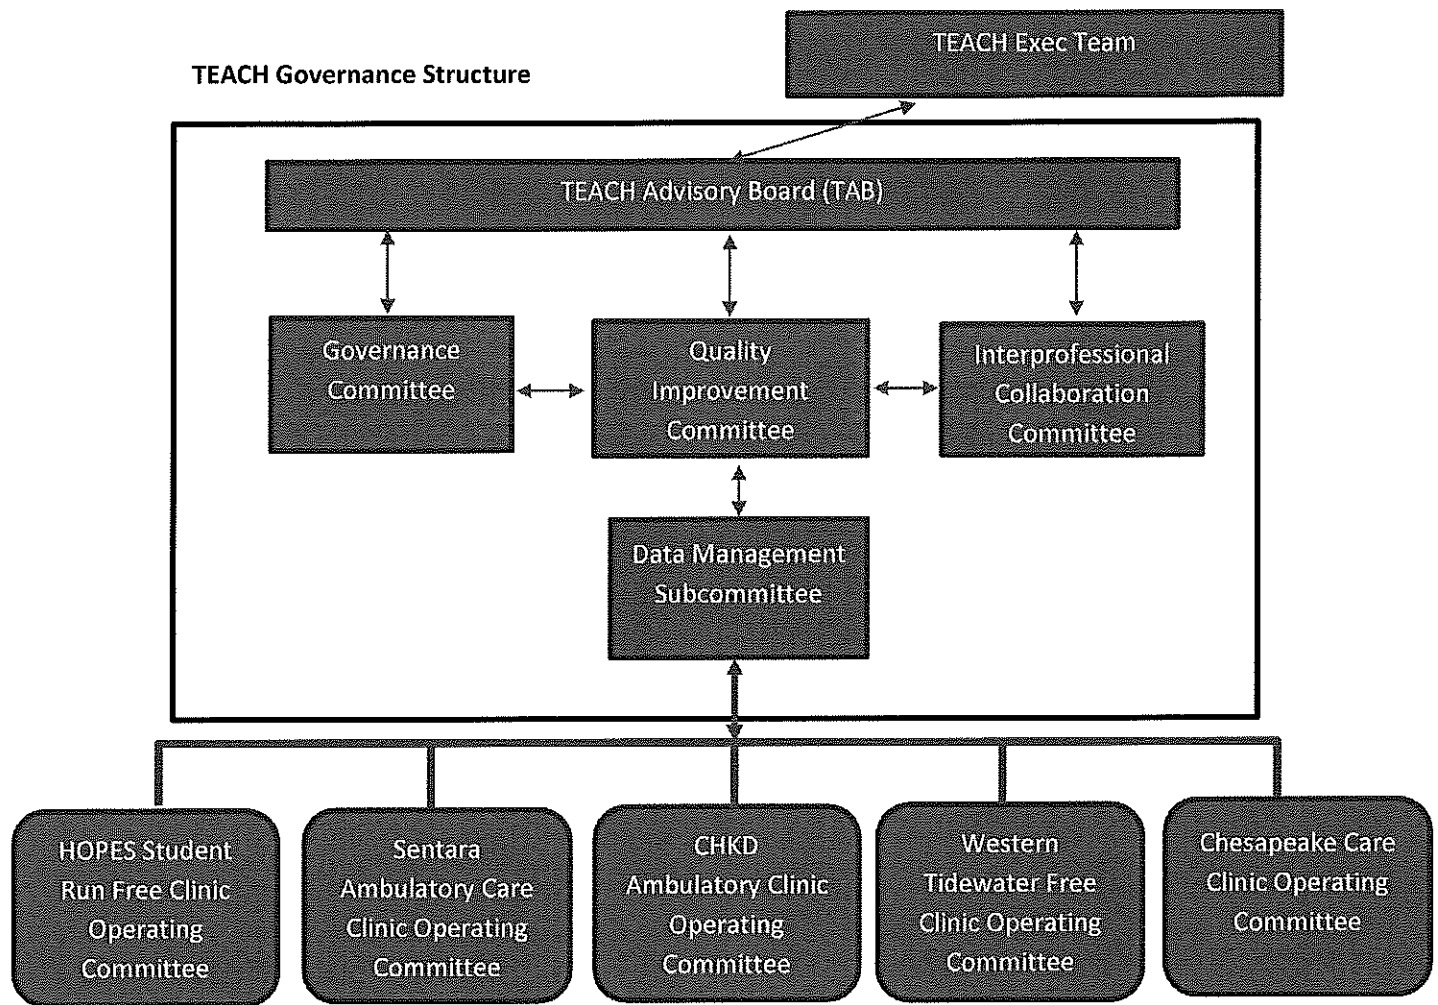 TEACH Exec Team
TEACH Governance Structure
TEACH Advisory Board (TAB)
Governance
Committee
Quality
Improvement
Committee
Interprofessional
Collaboration
Committee
Data Management
Subcommittee
HOPES Student
Run Free Clinic
Operating
Committee
Sentara
Ambulatory Care
Clinic Operating
Committee
CHKD
Ambulatory Clinic
Operating
Committee
Western
Tidewater Free
Clinic Operating
Committee
Chesapeake Care
Clinic Operating
Committee